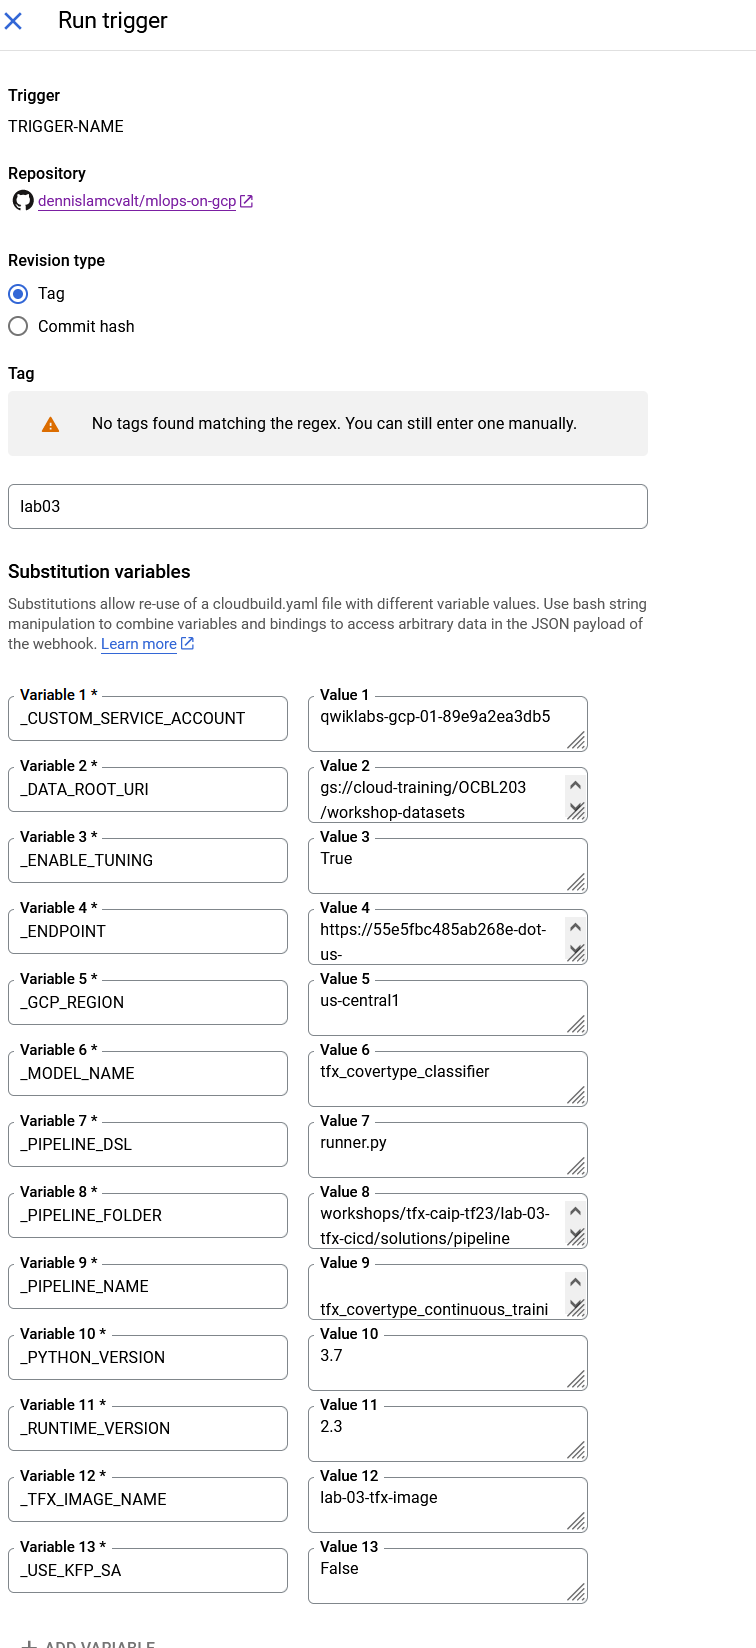 Run trigger
Trigger
TRIGGER-NAME
Repository
dennislamcvalt/mlops-on-gcp
Revision type
Tag
Commit hash
Tag
No tags found matching the regex. You can still enter one manually.
lab03
Substitution variables
Substitutions allow re-use of a cloudbuild.yaml file with different variable values. Use bash string
manipulation to combine variables and bindings to access arbitrary data in the JSON payload of
the webhook. Learn more
Variable 1 * Value 1
_CUSTOM_SERVICE_ACCOUNT qwiklabs-gcp-01-89e9a2ea3db5
Variable 2 * Value 2
_DATA_ROOT_URI gs://cloud-training/OCBL203
/workshop-datasets
Variable 3 * Value 3
_ENABLE_TUNING True
Variable 4 * Value 4
_ENDPOINT https://55e5fbc485ab268e-dot-
us-
Variable 5 * Value 5
_GCP_REGION us-central1
Variable 6 * Value 6
_MODEL_NAME tfx_covertype_classifier
Variable 7 * Value 7
_PIPELINE_DSL runner.py
Variable 8 * Value 8
_PIPELINE_FOLDER workshops/tfx-caip-tf23/lab-03-
tfx-cicd/solutions/pipeline
Variable 9 * Value 9
_PIPELINE_NAME
tfx_covertype_continuous_traini
Variable 10 * Value 10
_PYTHON_VERSION 3.7
Variable 11 * Value 11
_RUNTIME_VERSION 2.3
Variable 12 * Value 12
_TFX_IMAGE_NAME lab-03-tfx-image
Variable 13 * Value 13
_USE_KFP_SA False
ADD VARIABLE